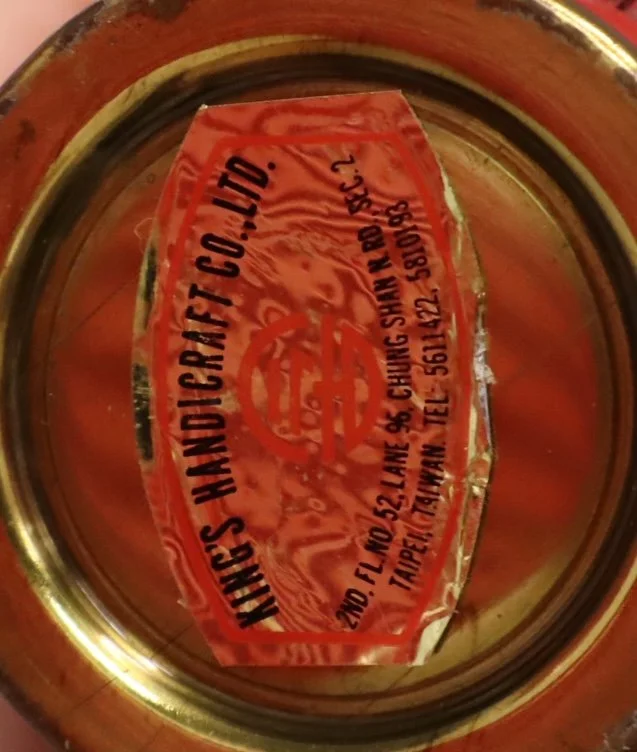 KING'S HANDICRAFT CO.,LTD.
KCH
2ND. FL.NO 52, LANE 96, CHUNG SHAN N. RD., SEC. 2
TAIPEI, TAIWAN. TEL: 5611422, 5810193